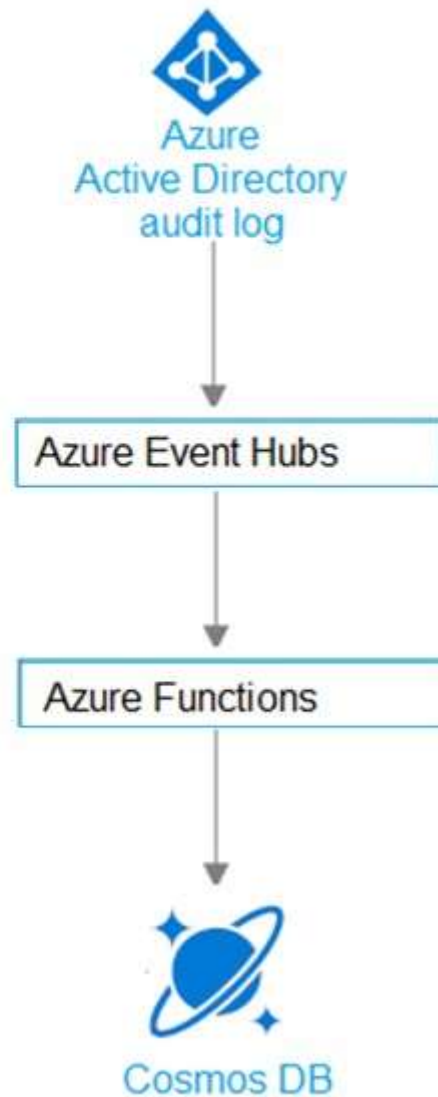 Azure
Active Directory
audit log
Azure Event Hubs
Azure Functions
Cosmos DB